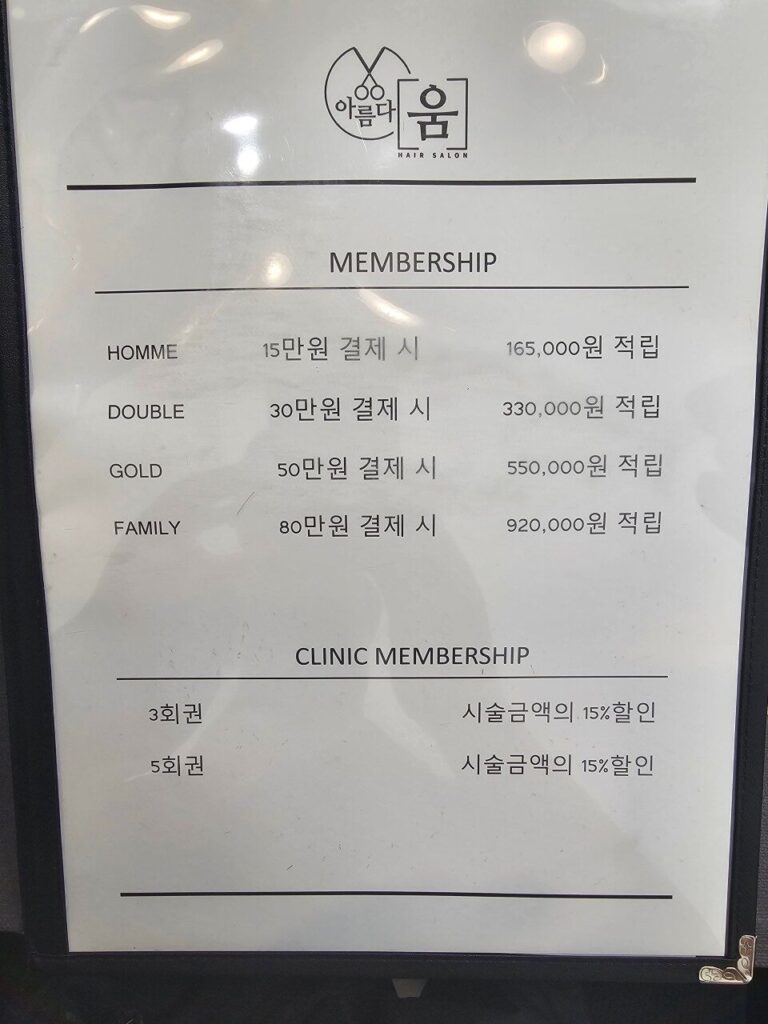 아름다움
HAIR SALON
MEMBERSHIP
HOMME 15만원 결제 시 165,000원 적립
DOUBLE 30만원 결제 시 330,000원 적립
GOLD 50만원 결제 시 550,000원 적립
FAMILY 80만원 결제 시 920,000원 적립
CLINIC MEMBERSHIP
3회권 시술금액의 15%할인
5회권 시술금액의 15%할인